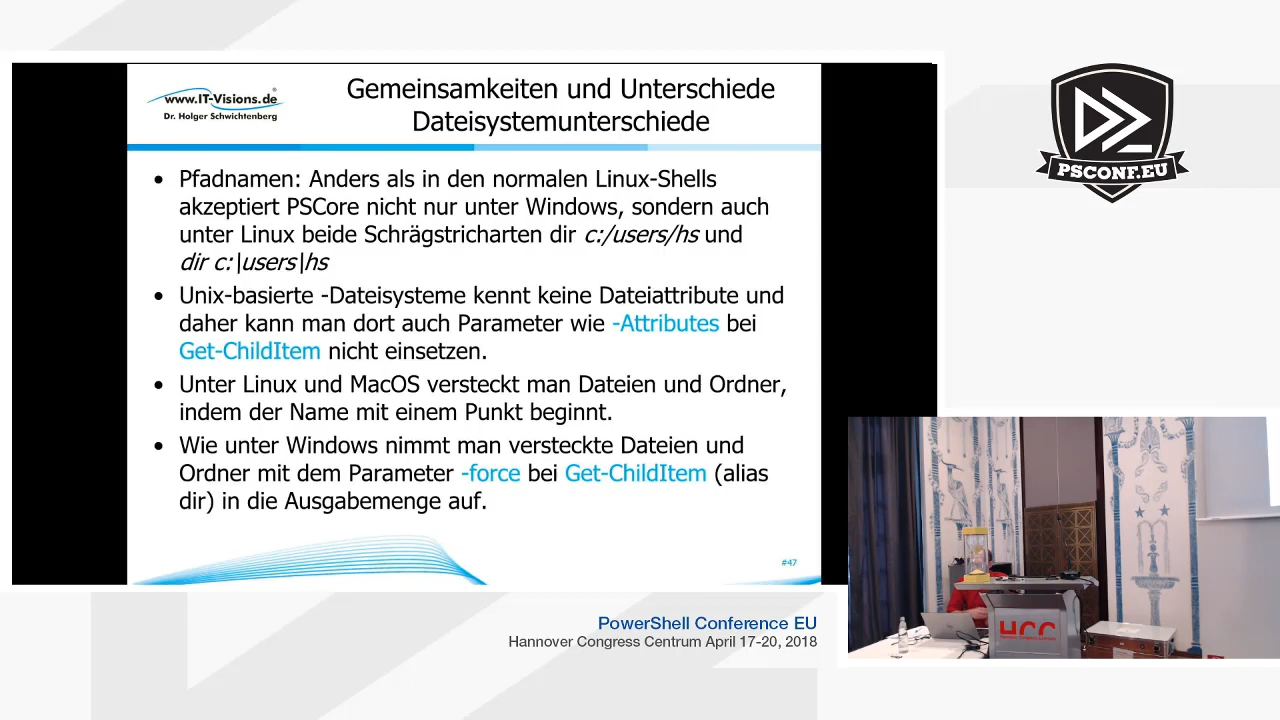 www.IT-Visions.de
®
Dr. Holger Schwichtenberg
Gemeinsamkeiten und Unterschiede
Dateisystemunterschiede
• Pfadnamen: Anders als in den normalen Linux-Shells
akzeptiert PSCore nicht nur unter Windows, sondern auch
unter Linux beide Schrägstricharten dir c:/users/hs und
dir c:\users\hs
• Unix-basierte -Dateisysteme kennt keine Dateiattribute und
daher kann man dort auch Parameter wie -Attributes bei
Get-ChildItem nicht einsetzen.
• Unter Linux und MacOS versteckt man Dateien und Ordner,
indem der Name mit einem Punkt beginnt.
• Wie unter Windows nimmt man versteckte Dateien und
Ordner mit dem Parameter -force bei Get-ChildItem (alias
dir) in die Ausgabemenge auf.
#47
PSCONF.EU
HCC
PowerShell Conference EU
Hannover Congress Centrum April 17-20, 2018